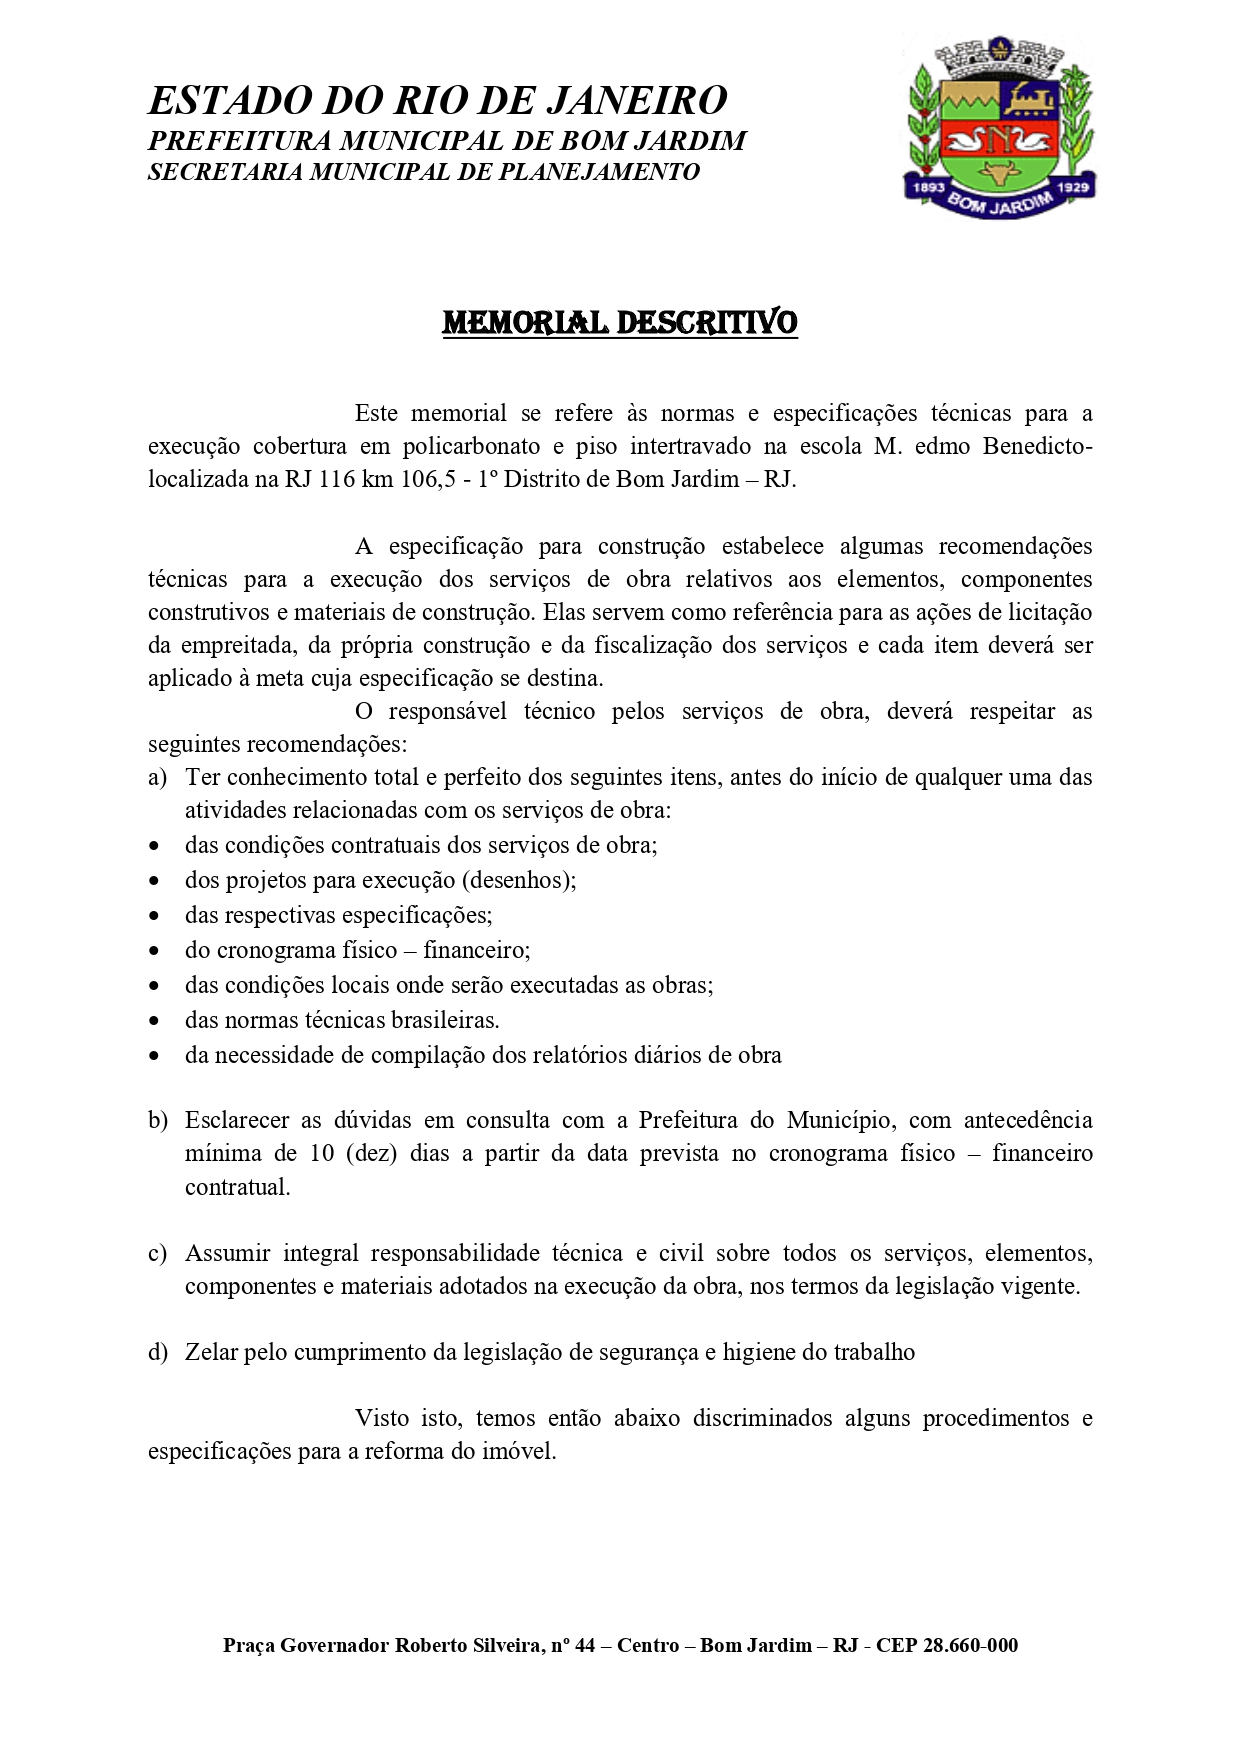 ESTADO DO RIO DE JANEIRO
PREFEITURA MUNICIPAL DE BOM JARDIM
SECRETARIA MUNICIPAL DE PLANEJAMENTO
1893 BOM JARDIM 1929
MEMORIAL DESCRITIVO
Este memorial se refere às normas e especificações técnicas para a
execução cobertura em policarbonato e piso intertravado na escola M. edmo Benedicto-
localizada na RJ 116 km 106,5 - 1º Distrito de Bom Jardim – RJ.
A especificação para construção estabelece algumas recomendações
técnicas para a execução dos serviços de obra relativos aos elementos, componentes
construtivos e materiais de construção. Elas servem como referência para as ações de licitação
da empreitada, da própria construção e da fiscalização dos serviços e cada item deverá ser
aplicado à meta cuja especificação se destina.
O responsável técnico pelos serviços de obra, deverá respeitar as
seguintes recomendações:
a) Ter conhecimento total e perfeito dos seguintes itens, antes do início de qualquer uma das
atividades relacionadas com os serviços de obra:
• das condições contratuais dos serviços de obra;
• dos projetos para execução (desenhos);
• das respectivas especificações;
• do cronograma físico – financeiro;
• das condições locais onde serão executadas as obras;
• das normas técnicas brasileiras.
• da necessidade de compilação dos relatórios diários de obra
b) Esclarecer as dúvidas em consulta com a Prefeitura do Município, com antecedência
mínima de 10 (dez) dias a partir da data prevista no cronograma físico – financeiro
contratual.
c) Assumir integral responsabilidade técnica e civil sobre todos os serviços, elementos,
componentes e materiais adotados na execução da obra, nos termos da legislação vigente.
d) Zelar pelo cumprimento da legislação de segurança e higiene do trabalho
Visto isto, temos então abaixo discriminados alguns procedimentos e
especificações para a reforma do imóvel.
Praça Governador Roberto Silveira, nº 44 – Centro – Bom Jardim – RJ - CEP 28.660-000